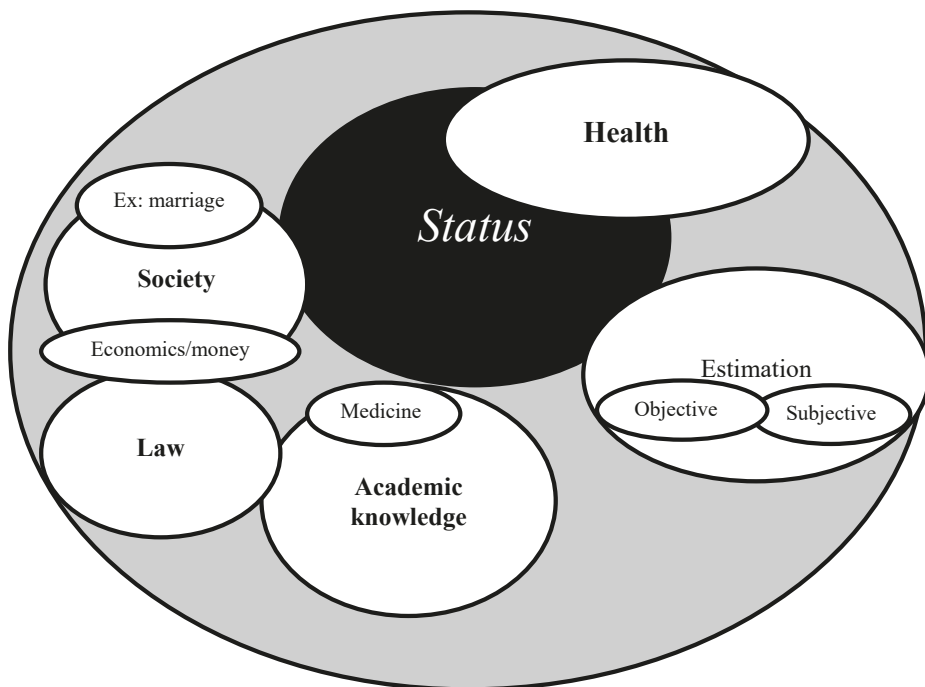 Health
Ex: marriage
Status
Society
Economics/money
Estimation
Medicine
Objective
Subjective
Law
Academic
knowledge